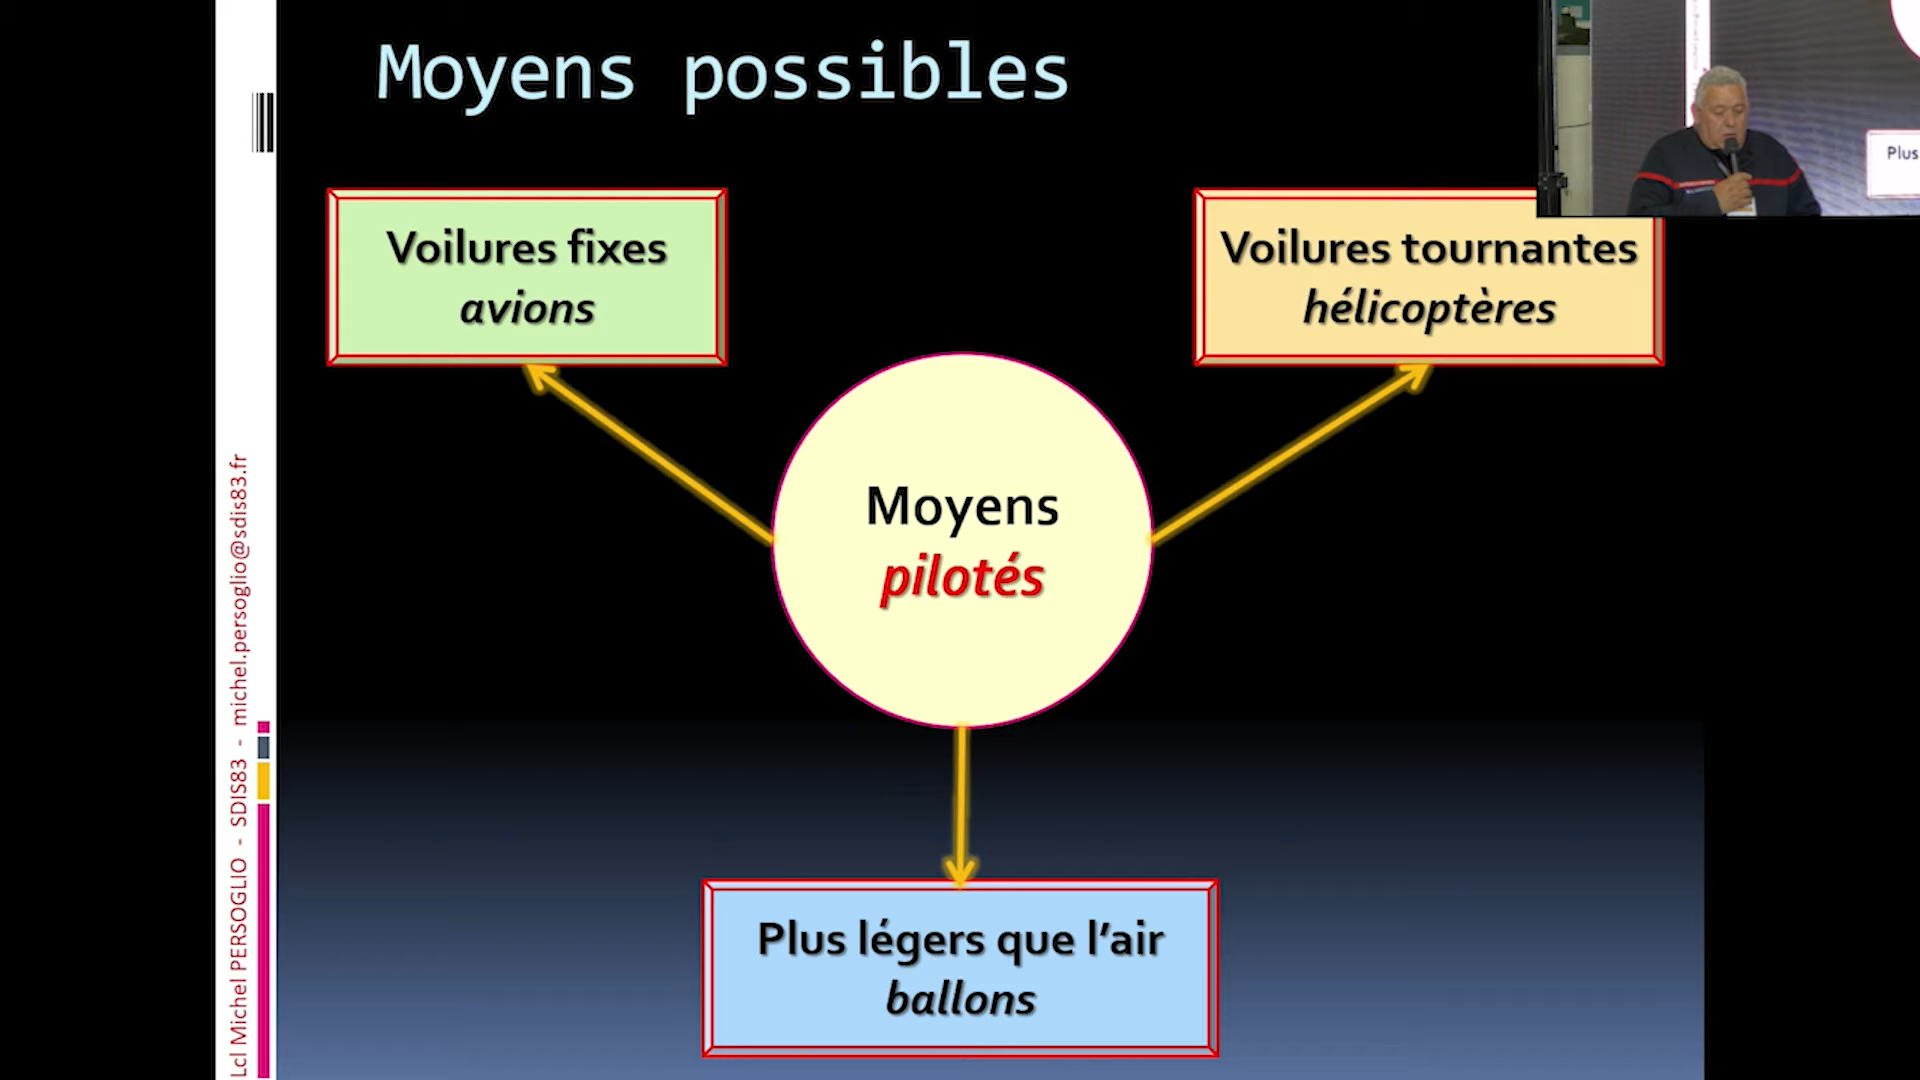 Moyens possibles
Voilures fixes
avions
Voilures tournantes
hélicoptères
Moyens
pilotés
Plus légers que l'air
ballons
Lcl Michel PERSOGLIO - SDIS83 - michel.persoglio@sdis83.fr
Plus